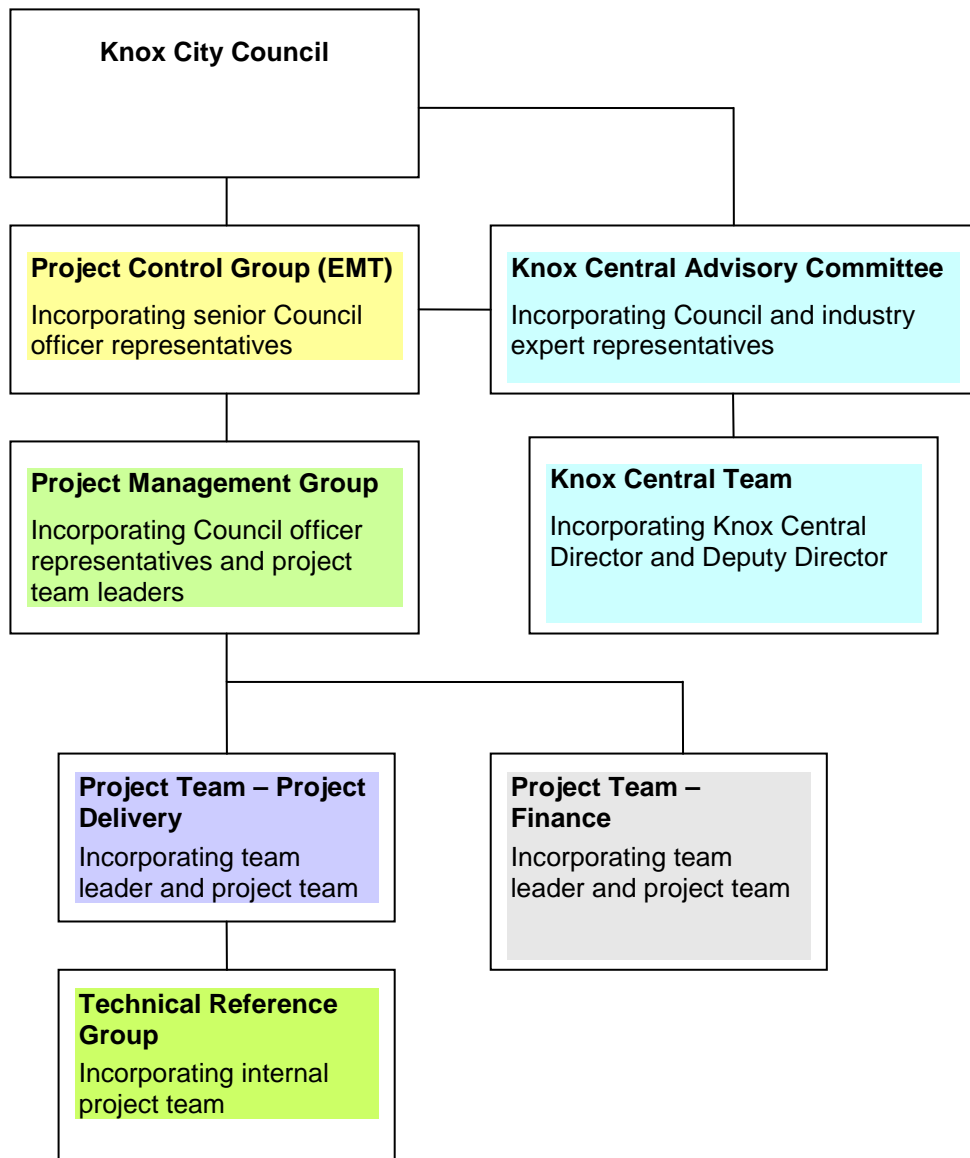 Knox City Council
Project Control Group (EMT)
Incorporating senior Council
officer representatives
Knox Central Advisory Committee
Incorporating Council and industry
expert representatives
Project Management Group
Incorporating Council officer
representatives and project
team leaders
Knox Central Team
Incorporating Knox Central
Director and Deputy Director
Project Team – Project
Delivery
Incorporating team
leader and project team
Project Team –
Finance
Incorporating team
leader and project team
Technical Reference
Group
Incorporating internal
project team